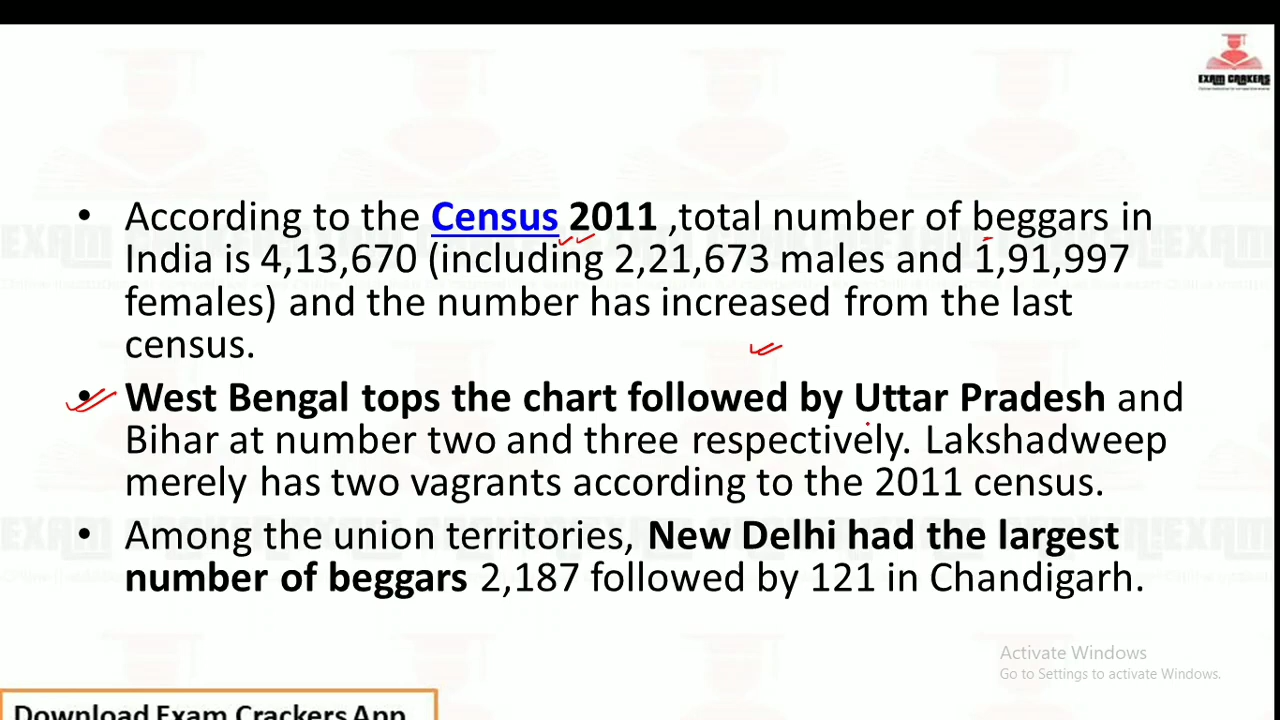 EXAM CRAKERS
• According to the Census 2011 ,total number of beggars in
India is 4,13,670 (including 2,21,673 males and 1,91,997
females) and the number has increased from the last
census.
• West Bengal tops the chart followed by Uttar Pradesh and
Bihar at number two and three respectively. Lakshadweep
merely has two vagrants according to the 2011 census.
• Among the union territories, New Delhi had the largest
number of beggars 2,187 followed by 121 in Chandigarh.
Activate Windows
Go to Settings to activate Windows.
Download Exam Crackers App